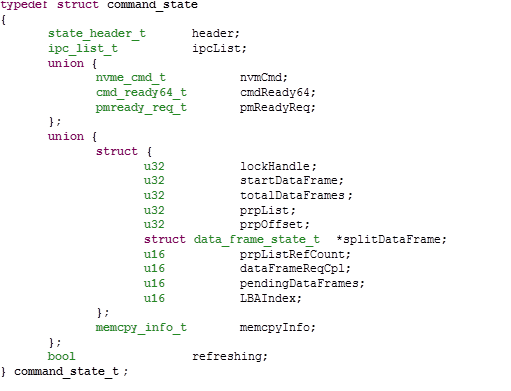 typedef struct command_state
{
state_header_t header;
ipc_list_t ipcList;
union {
nvme_cmd_t nvmCmd;
cmd_ready64_t cmdReady64;
pmready_req_t pmReadyReq;
};
union {
struct {
u32 lockHandle;
u32 startDataFrame;
u32 totalDataFrames;
u32 prpList;
u32 prpOffset;
struct data_frame_state_t *splitDataFrame;
u16 prpListRefCount;
u16 dataFrameReqCpl;
u16 pendingDataFrames;
u16 LBAIndex;
};
memcpy_info_t memcpyInfo;
};
bool refreshing;
} command_state_t;